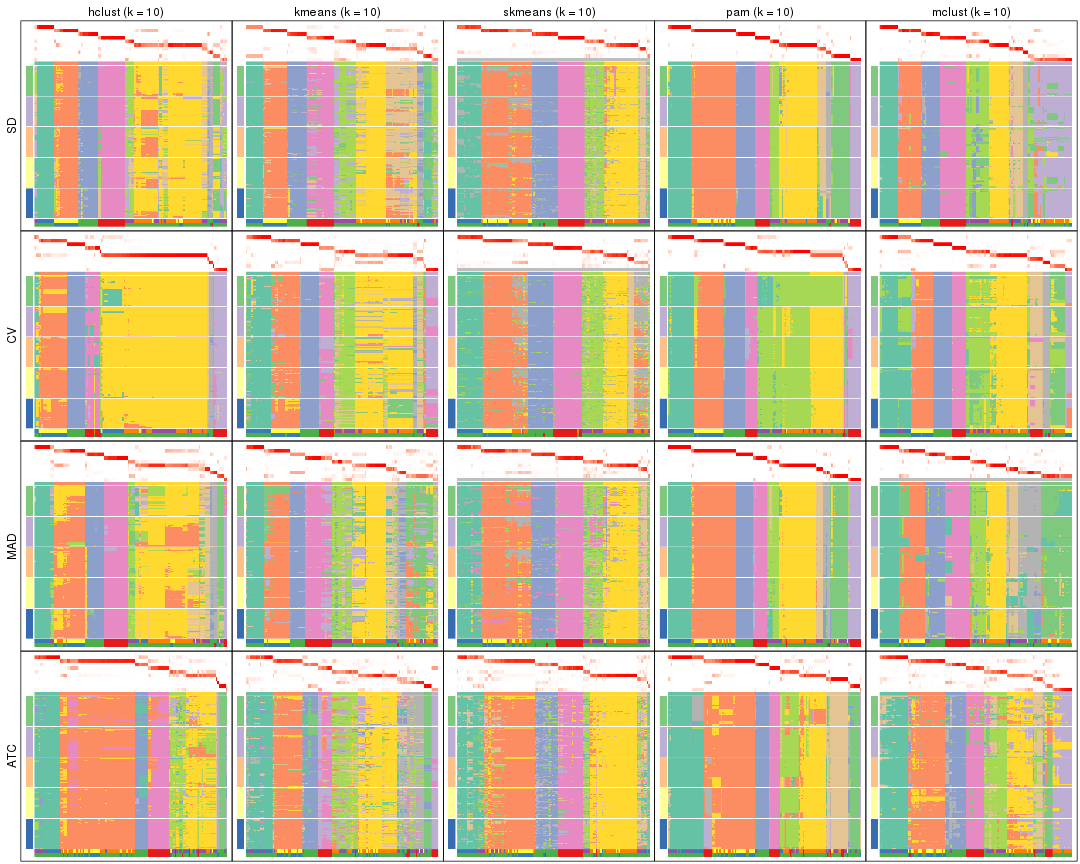 hclust (k = 10)
kmeans (k = 10)
skmeans (k = 10)
pam (k = 10)
mclust (k = 10)
SD
CV
MAD
ATC